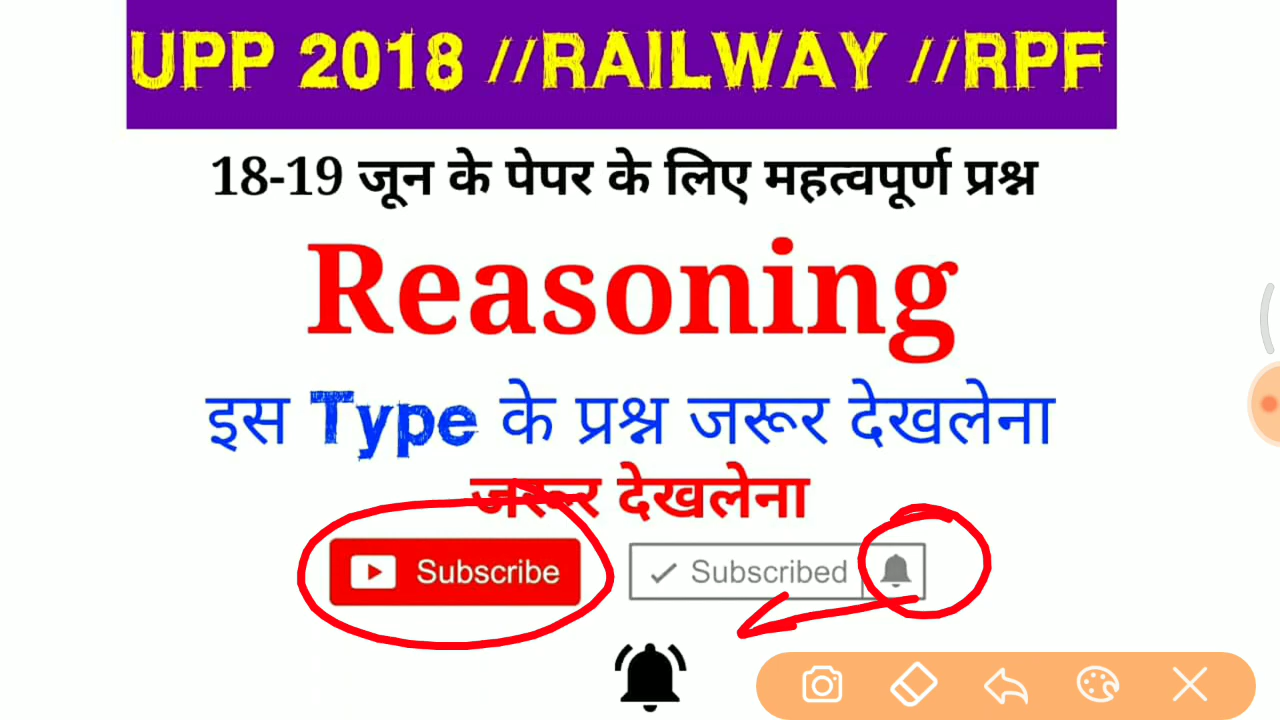 UPP 2018 //RAILWAY //RPF
18-19 जून के पेपर के लिए महत्वपूर्ण प्रश्न
Reasoning
इस Type के प्रश्न जरूर देखलेना
जरूर देखलेना
Subscribe
Subscribed